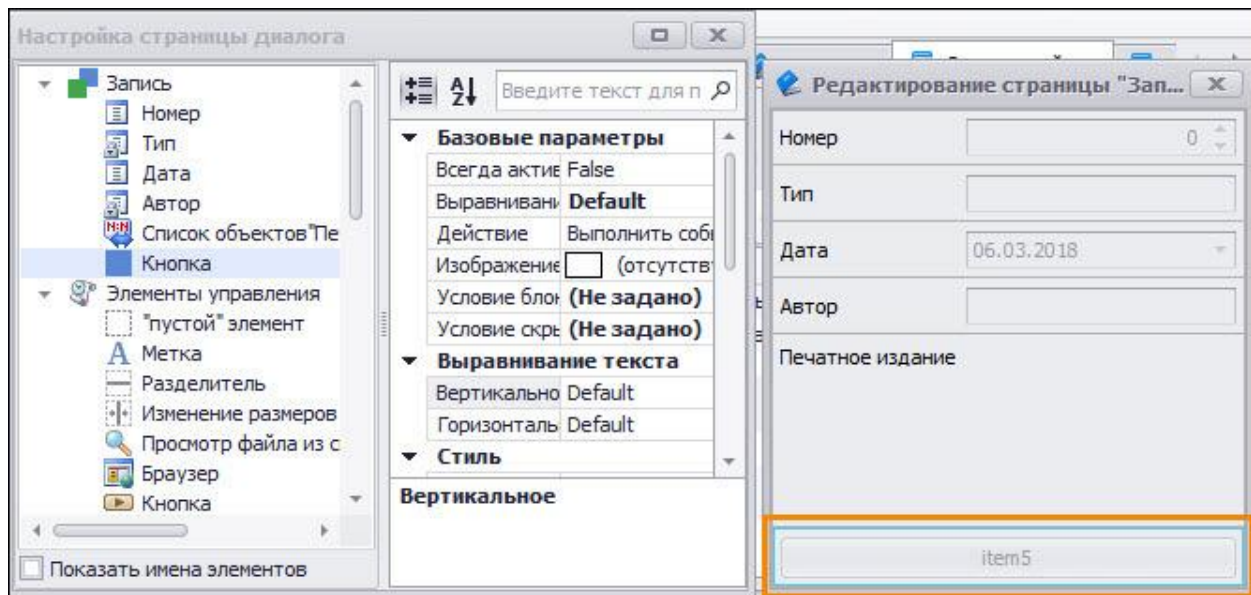 Настройка страницы диалога
Запись
Номер
Тип
Дата
Автор
N:N Список объектов"Пе
Кнопка
Элементы управления
"пустой" элемент
Метка
Разделитель
Изменение размеров
Просмотр файла из с
Браузер
Кнопка
Показать имена элементов
Введите текст для п
Базовые параметры
Всегда актив False
Выравнивани Default
Действие Выполнить собы
Изображение (отсутств
Условие блок (Не задано)
Условие скры (Не задано)
Выравнивание текста
Вертикально Default
Горизонталь Default
Стиль
Вертикальное
Редактирование страницы "Зап...
Номер 0
Тип
Дата 06.03.2018
Автор
Печатное издание
item5